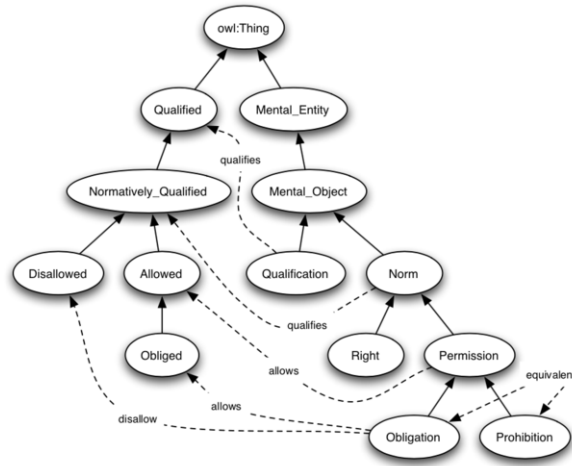 owl:Thing
Qualified
Mental_Entity
qualifies
Normatively_Qualified
Mental_Object
Disallowed
Allowed
Qualification
Norm
qualifies
Obliged
Right
Permission
allows
equivalen
allows
disallow
Obligation
Prohibition